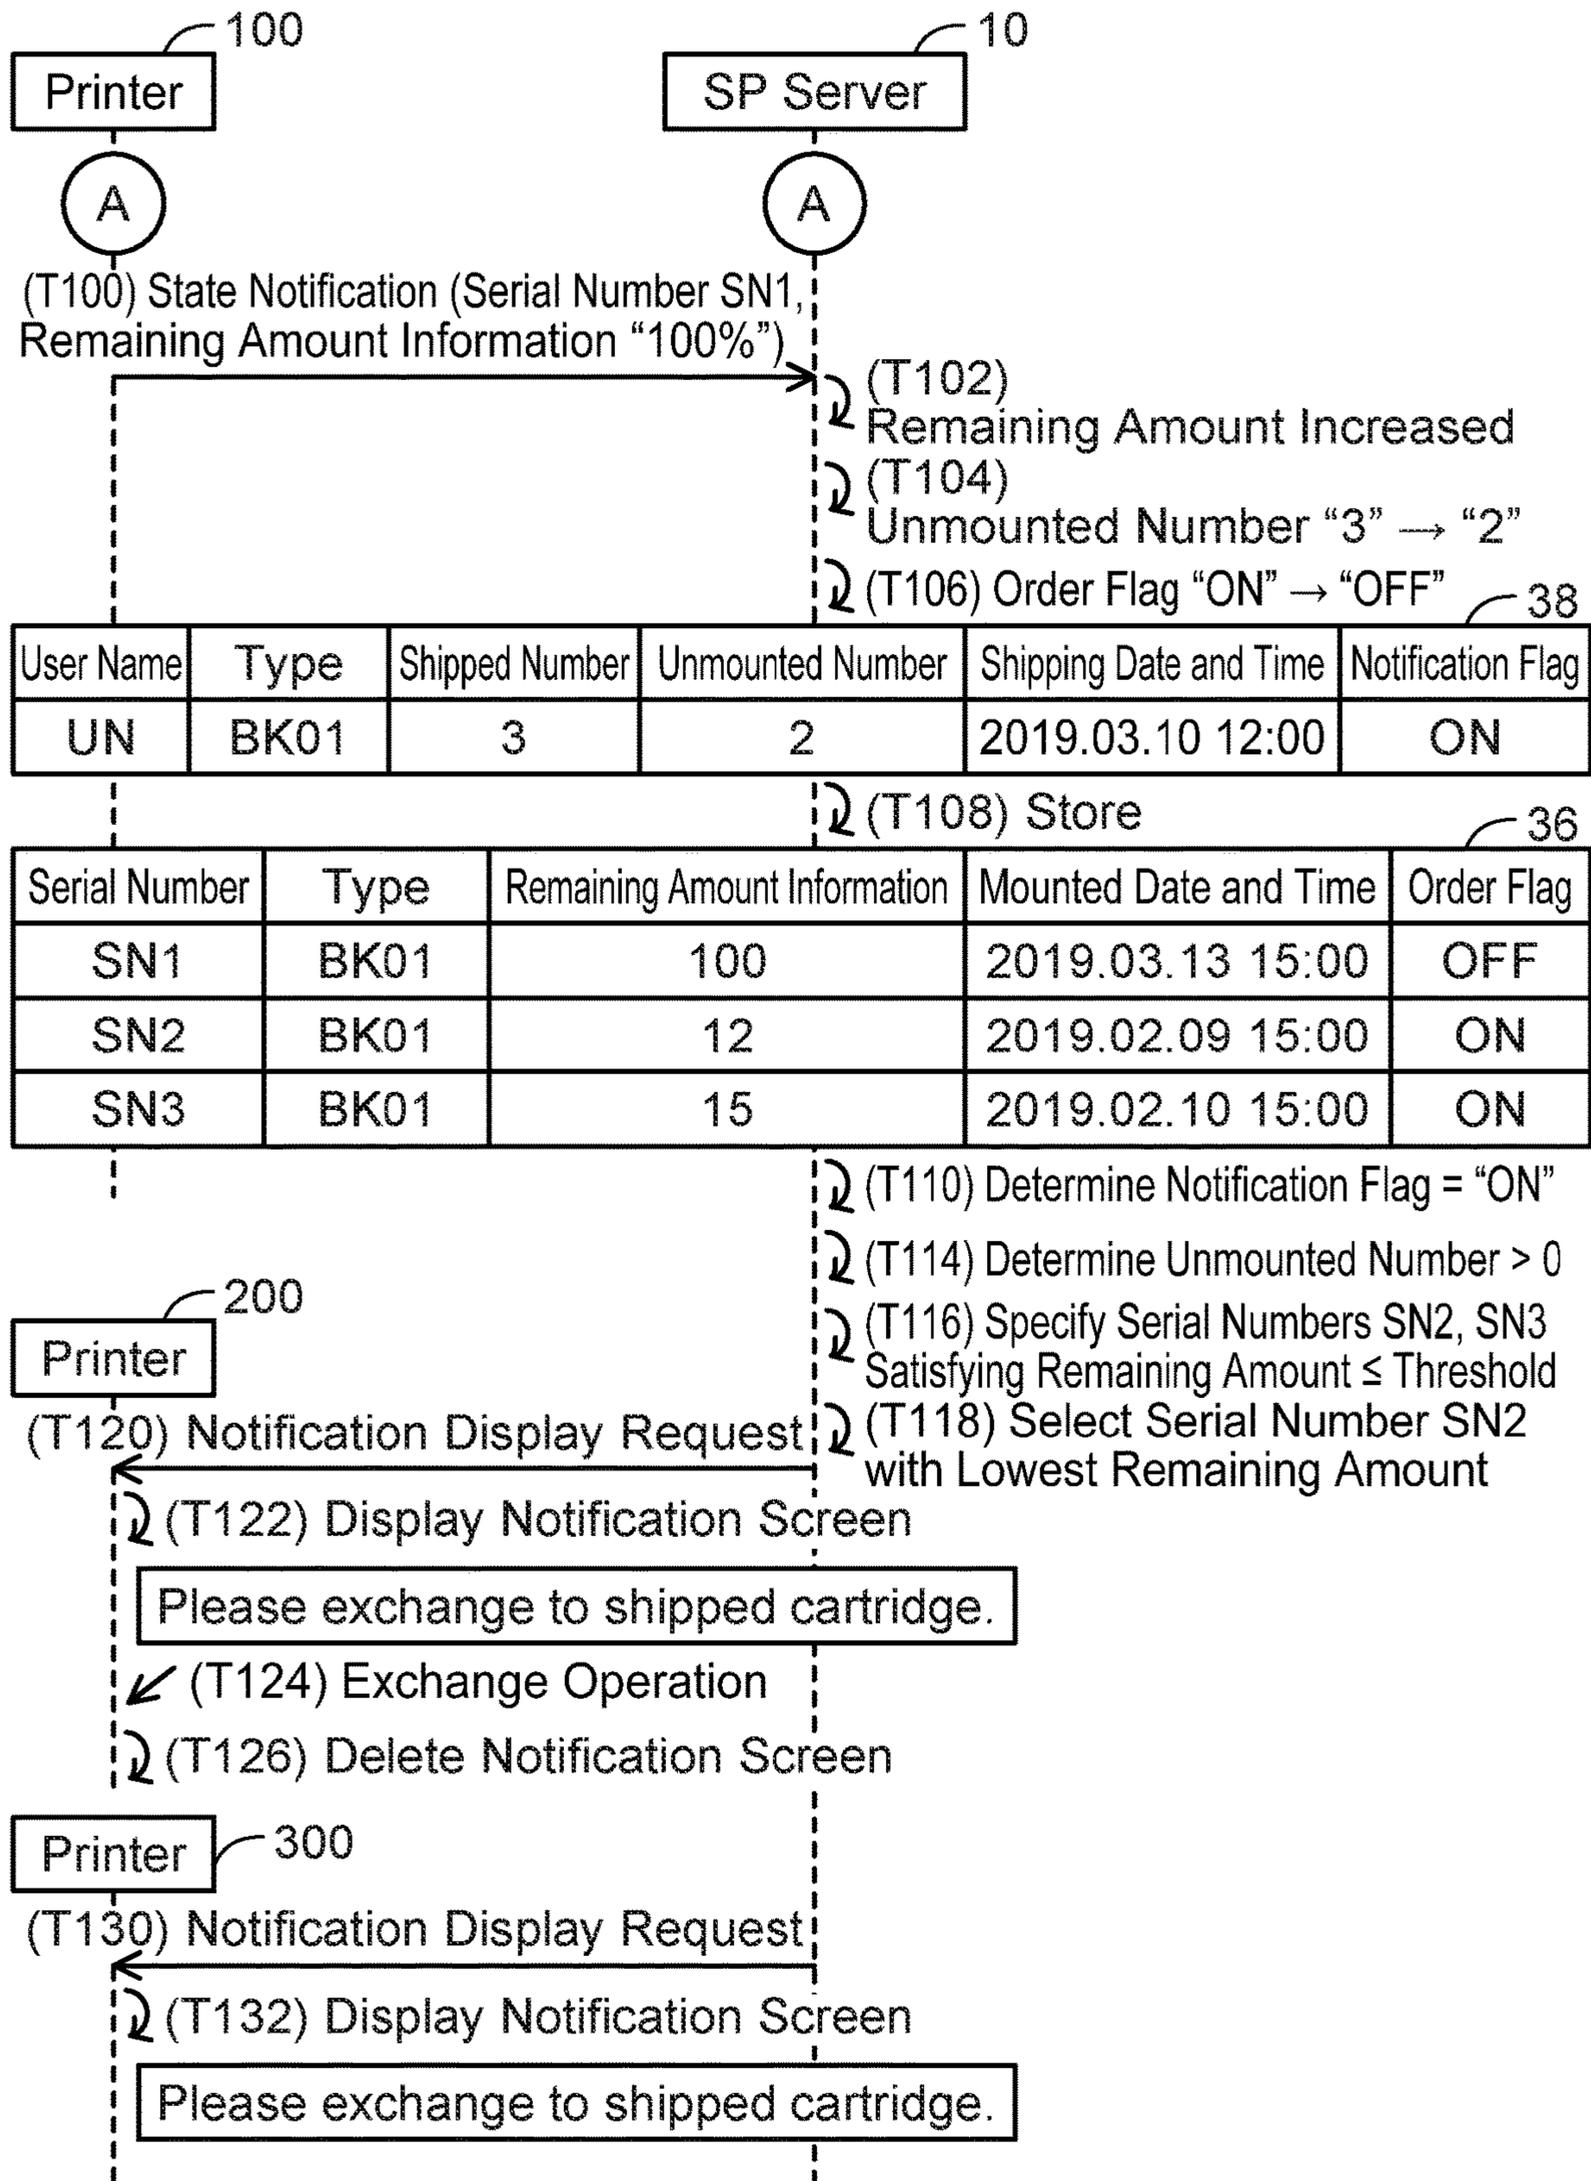 100
10
Printer
SP Server
A
A
(T100) State Notification (Serial Number SN1,
Remaining Amount Information “100%”)
(T102)
Remaining Amount Increased
(T104)
Unmounted Number “3” → “2”
(T106) Order Flag “ON” → “OFF”
38
User Name Type Shipped Number Unmounted Number Shipping Date and Time Notification Flag
UN BK01 3 2 2019.03.10 12:00 ON
(T108) Store
36
Serial Number Type Remaining Amount Information Mounted Date and Time Order Flag
SN1 BK01 100 2019.03.13 15:00 OFF
SN2 BK01 12 2019.02.09 15:00 ON
SN3 BK01 15 2019.02.10 15:00 ON
(T110) Determine Notification Flag = “ON”
(T114) Determine Unmounted Number > 0
200
Printer
(T116) Specify Serial Numbers SN2, SN3
Satisfying Remaining Amount ≤ Threshold
(T118) Select Serial Number SN2
with Lowest Remaining Amount
(T120) Notification Display Request
(T122) Display Notification Screen
Please exchange to shipped cartridge.
(T124) Exchange Operation
(T126) Delete Notification Screen
Printer
300
(T130) Notification Display Request
(T132) Display Notification Screen
Please exchange to shipped cartridge.